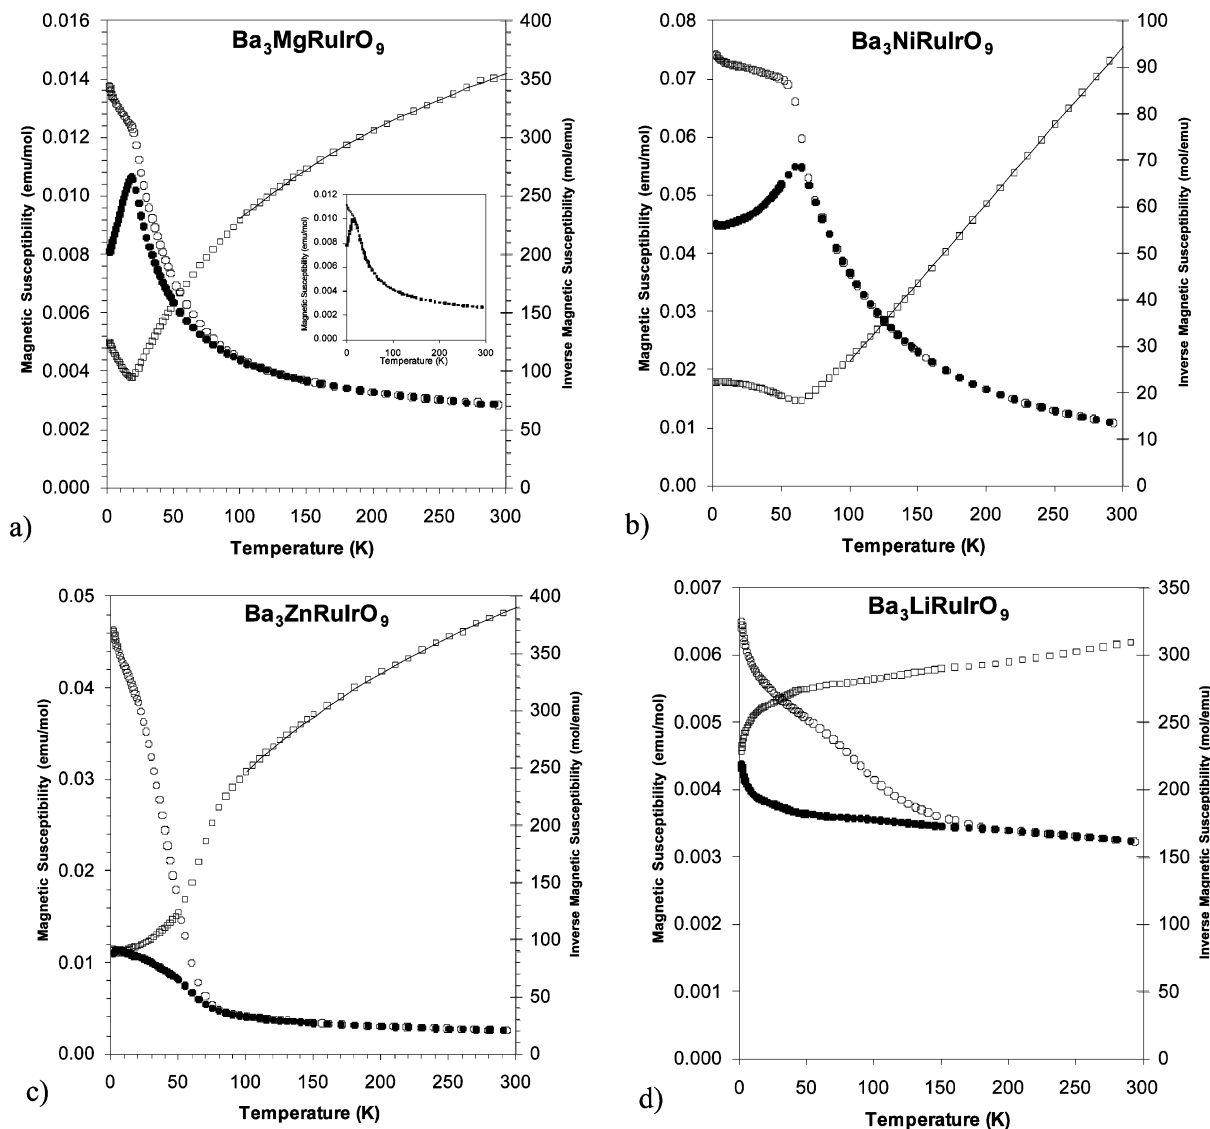 Ba3MgRuIrO9
Magnetic Susceptibility (emu/mol)
0.016
0.014
0.012
0.010
0.008
0.006
0.004
0.002
0.000
400
350
300
250
200
150
100
50
0
Inverse Magnetic Susceptibility (mol/emu)
0 50 100 150 200 250 300
Temperature (K)
a)
Magnetic Susceptibility (emu/mol)
0.012
0.010
0.008
0.006
0.004
0.002
0.000
0 100 200 300
Temperature (K)
Ba3NiRuIrO9
Magnetic Susceptibility (emu/mol)
0.08
0.07
0.06
0.05
0.04
0.03
0.02
0.01
0.00
100
90
80
70
60
50
40
30
20
10
0
Inverse Magnetic Susceptibility (mol/emu)
0 50 100 150 200 250 300
Temperature (K)
b)
Ba3ZnRuIrO9
Magnetic Susceptibility (emu/mol)
0.05
0.04
0.03
0.02
0.01
0.00
400
350
300
250
200
150
100
50
0
Inverse Magnetic Susceptibility (mol/emu)
0 50 100 150 200 250 300
Temperature (K)
c)
Ba3LiRuIrO9
Magnetic Susceptibility (emu/mol)
0.007
0.006
0.005
0.004
0.003
0.002
0.001
0.000
350
300
250
200
150
100
50
0
Inverse Magnetic Susceptibility (mol/emu)
0 50 100 150 200 250 300
Temperature (K)
d)